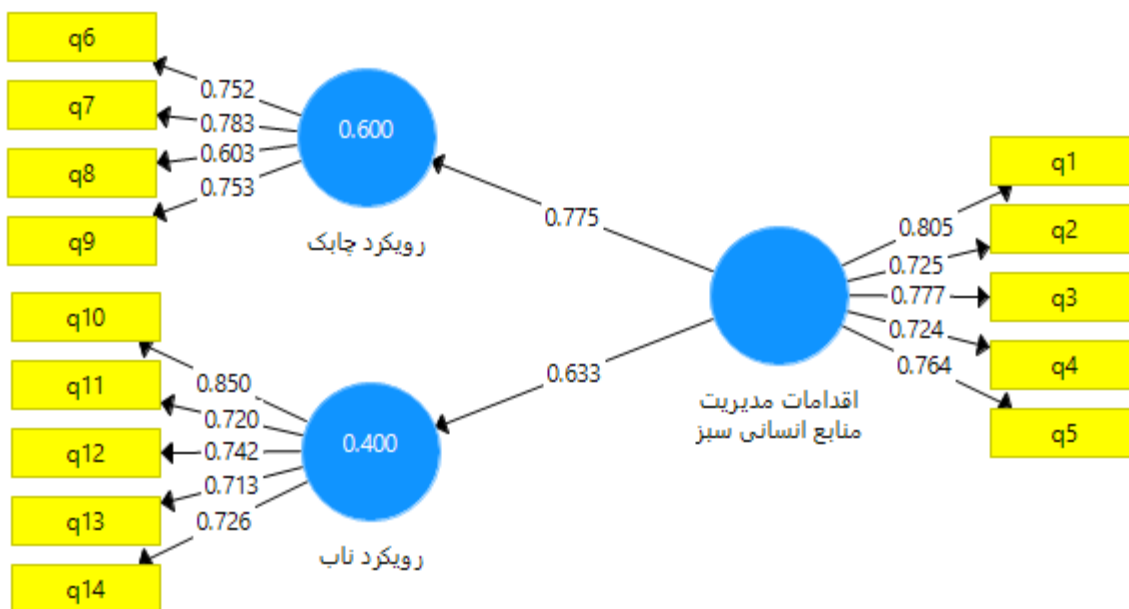 q6
0.752
q7
0.783
q8
0.603
q9
0.753
0.600
رویکرد چابک
0.775
q10
0.850
q11
0.720
q12
0.742
q13
0.713
q14
0.726
0.400
رویکرد ناب
0.633
اقدامات مدیریت
منابع انسانی سبز
0.805
q1
0.725
q2
0.777
q3
0.724
q4
0.764
q5